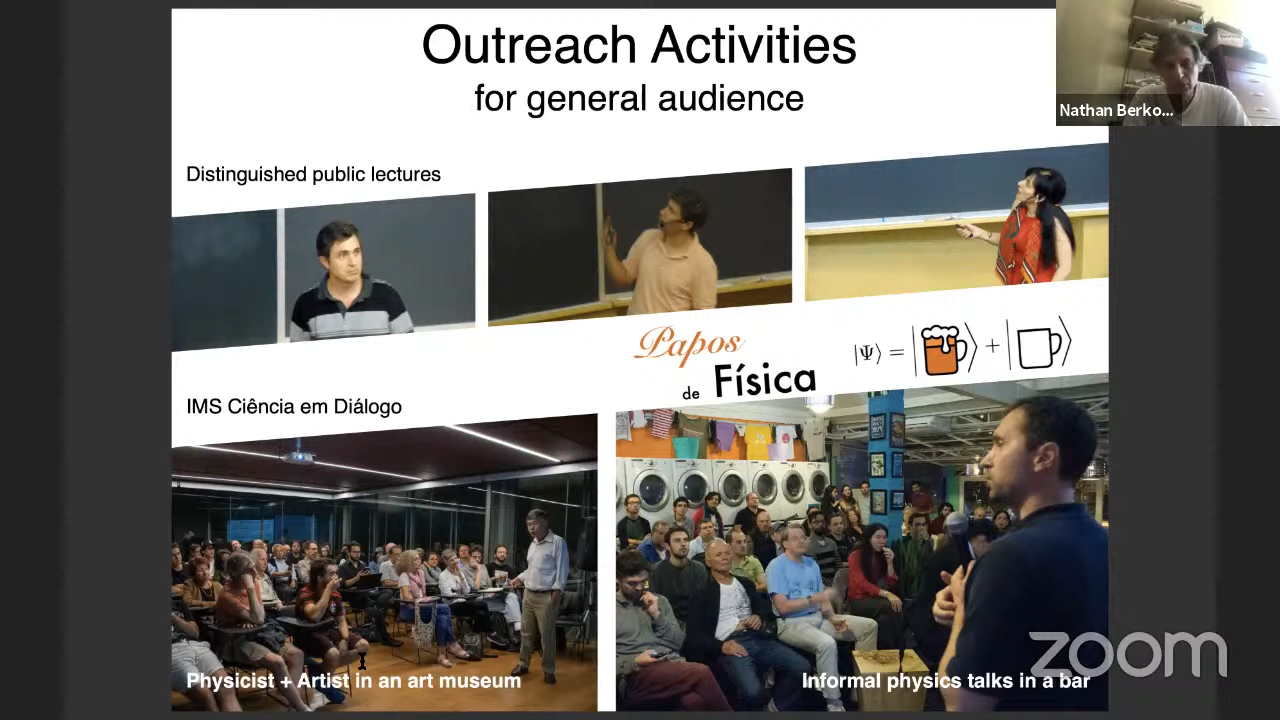 Outreach Activities
for general audience
Nathan Berko...
Distinguished public lectures
Papos
de Física
|Ψ⟩ = | ⟩ + | ⟩
IMS Ciência em Diálogo
Physicist + Artist in an art museum
Informal physics talks in a bar
zoom